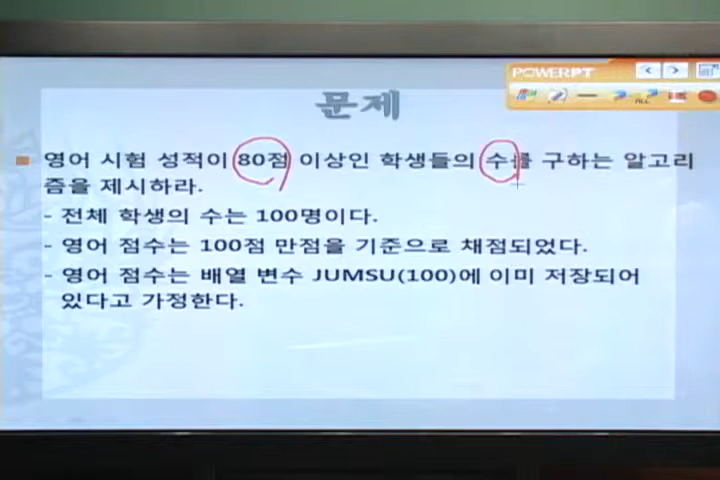 POWERPT
문제
영어 시험 성적이 80점 이상인 학생들의 수를 구하는 알고리
즘을 제시하라.
- 전체 학생의 수는 100명이다.
- 영어 점수는 100점 만점을 기준으로 채점되었다.
- 영어 점수는 배열 변수 JUMSU(100)에 이미 저장되어
있다고 가정한다.